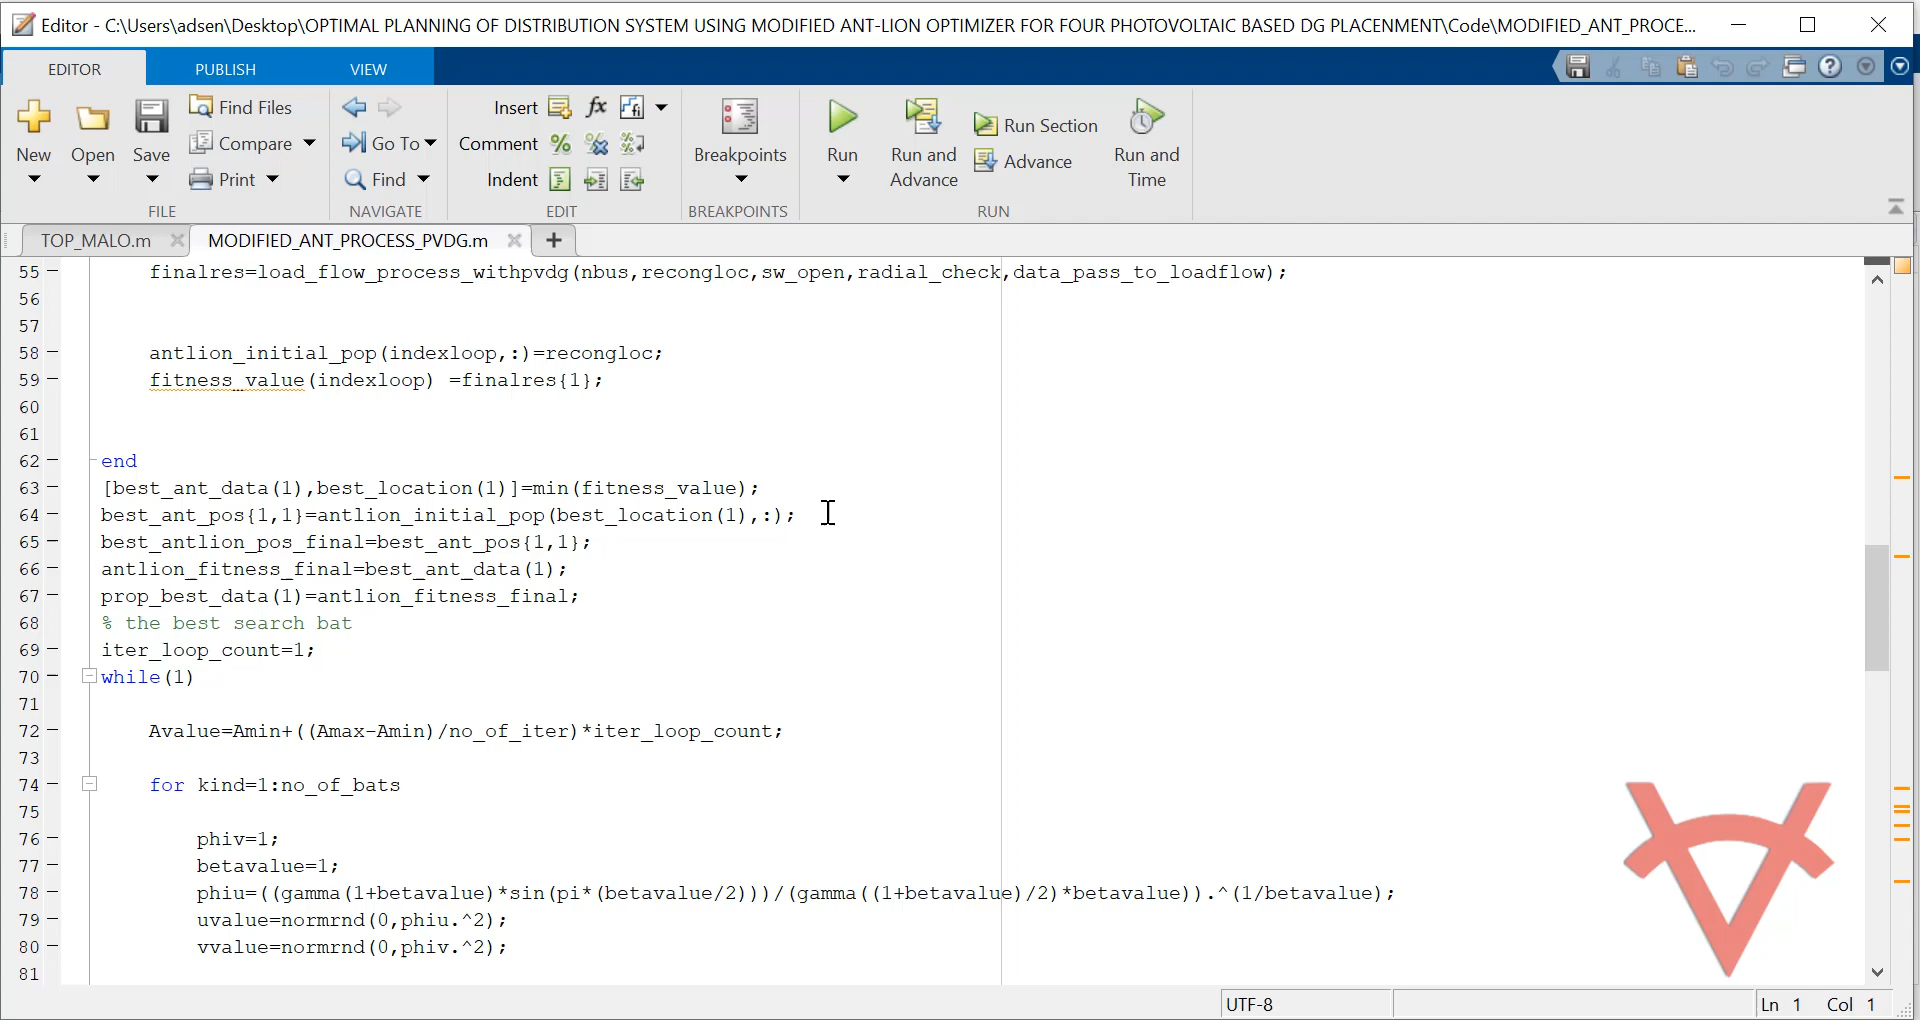 Editor - C:\Users\adsen\Desktop\OPTIMAL PLANNING OF DISTRIBUTION SYSTEM USING MODIFIED ANT-LION OPTIMIZER FOR FOUR PHOTOVOLTAIC BASED DG PLACENMENT\Code\MODIFIED_ANT_PROCE...
EDITOR PUBLISH VIEW
Find Files Insert fx
New Open Save Compare Go To Comment Breakpoints Run Run and Advance Run Section Advance Run and Time
Print Find Indent
FILE NAVIGATE EDIT BREAKPOINTS RUN
TOP_MALO.m MODIFIED_ANT_PROCESS_PVDG.m
55 finalres=load_flow_process_withpvdg(nbus,recongloc,sw_open,radial_check,data_pass_to_loadflow);
56
57
58 antlion_initial_pop(indexloop,:)=recongloc;
59 fitness_value(indexloop) =finalres{1};
60
61
62 end
63 [best_ant_data(1),best_location(1)]=min(fitness_value);
64 best_ant_pos{1,1}=antlion_initial_pop(best_location(1),:);
65 best_antlion_pos_final=best_ant_pos{1,1};
66 antlion_fitness_final=best_ant_data(1);
67 prop_best_data(1)=antlion_fitness_final;
68 % the best search bat
69 iter_loop_count=1;
70 while(1)
71
72 Avalue=Amin+((Amax-Amin)/no_of_iter)*iter_loop_count;
73
74 for kind=1:no_of_bats
75
76 phiv=1;
77 betavalue=1;
78 phiu=((gamma(1+betavalue)*sin(pi*(betavalue/2)))/(gamma((1+betavalue)/2)*betavalue)).^(1/betavalue);
79 uvalue=normrnd(0,phiu.^2);
80 vvalue=normrnd(0,phiv.^2);
81
UTF-8 Ln 1 Col 1